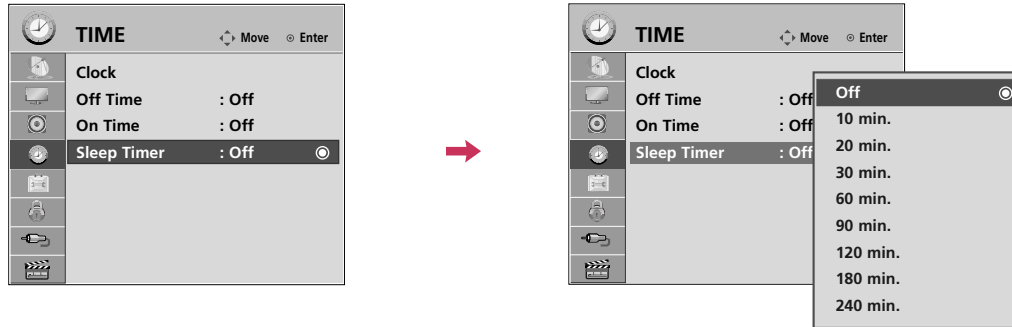 TIME Move Enter
Clock
Off Time : Off
On Time : Off
Sleep Timer : Off
TIME Move Enter
Clock
Off Time : Off
On Time : Off
Sleep Timer : Off
Off
10 min.
20 min.
30 min.
60 min.
90 min.
120 min.
180 min.
240 min.